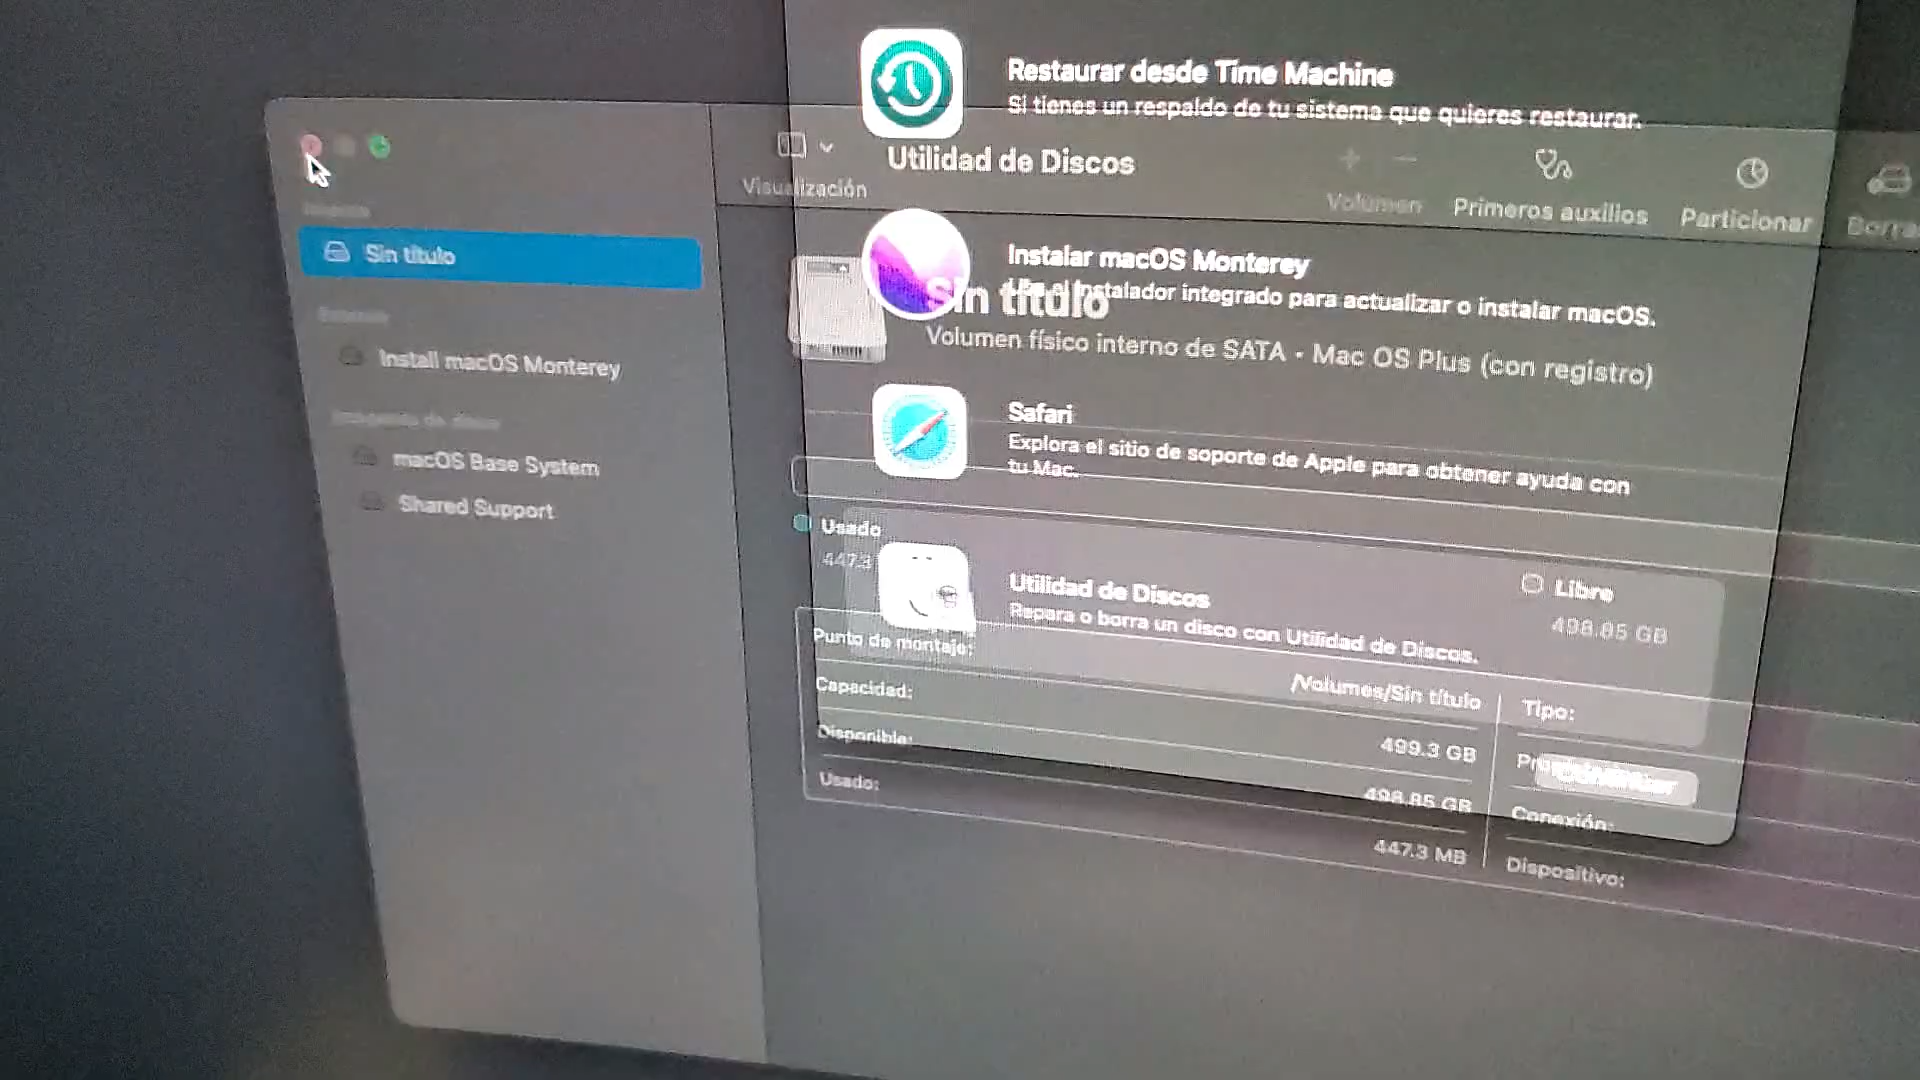 Restaurar desde Time Machine
Si tienes un respaldo de tu sistema que quieres restaurar.
Utilidad de Discos
Visualización
Volumen
Primeros auxilios
Particionar
Sin título
Install macOS Monterey
macOS Base System
Shared Support
Instalar macOS Monterey
el instalador integrado para actualizar o instalar macOS.
Sin título
Volumen físico interno de SATA • Mac OS Plus (con registro)
Safari
Explora el sitio de soporte de Apple para obtener ayuda con
tu Mac.
Usado
447.3
Utilidad de Discos
Repara o borra un disco con Utilidad de Discos.
Libre
498.85 GB
Punto de montaje:
/Volumes/Sin título
Capacidad:
499.3 GB
Disponible:
498.85 GB
Usado:
447.3 MB
Tipo:
Conexión:
Dispositivo: